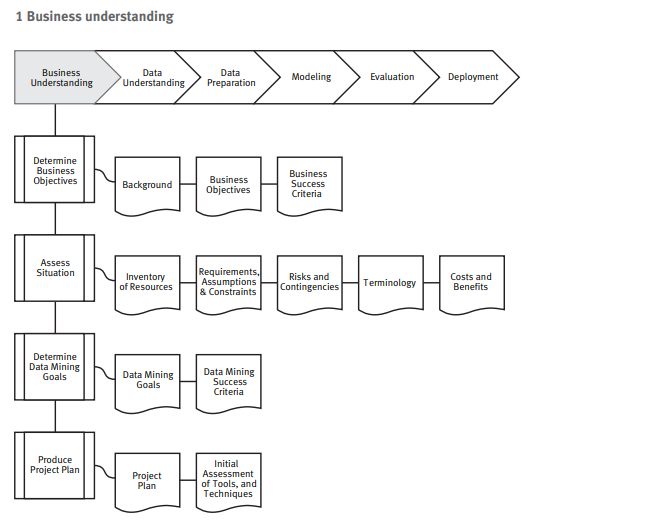 1 Business understanding
Business
Understanding
Data
Understanding
Data
Preparation
Modeling
Evaluation
Deployment
Determine
Business
Objectives
Background
Business
Objectives
Business
Success
Criteria
Assess
Situation
Inventory
of Resources
Requirements,
Assumptions
& Constraints
Risks and
Contingencies
Terminology
Costs and
Benefits
Determine
Data Mining
Goals
Data Mining
Goals
Data Mining
Success
Criteria
Produce
Project Plan
Project
Plan
Initial
Assessment
of Tools, and
Techniques